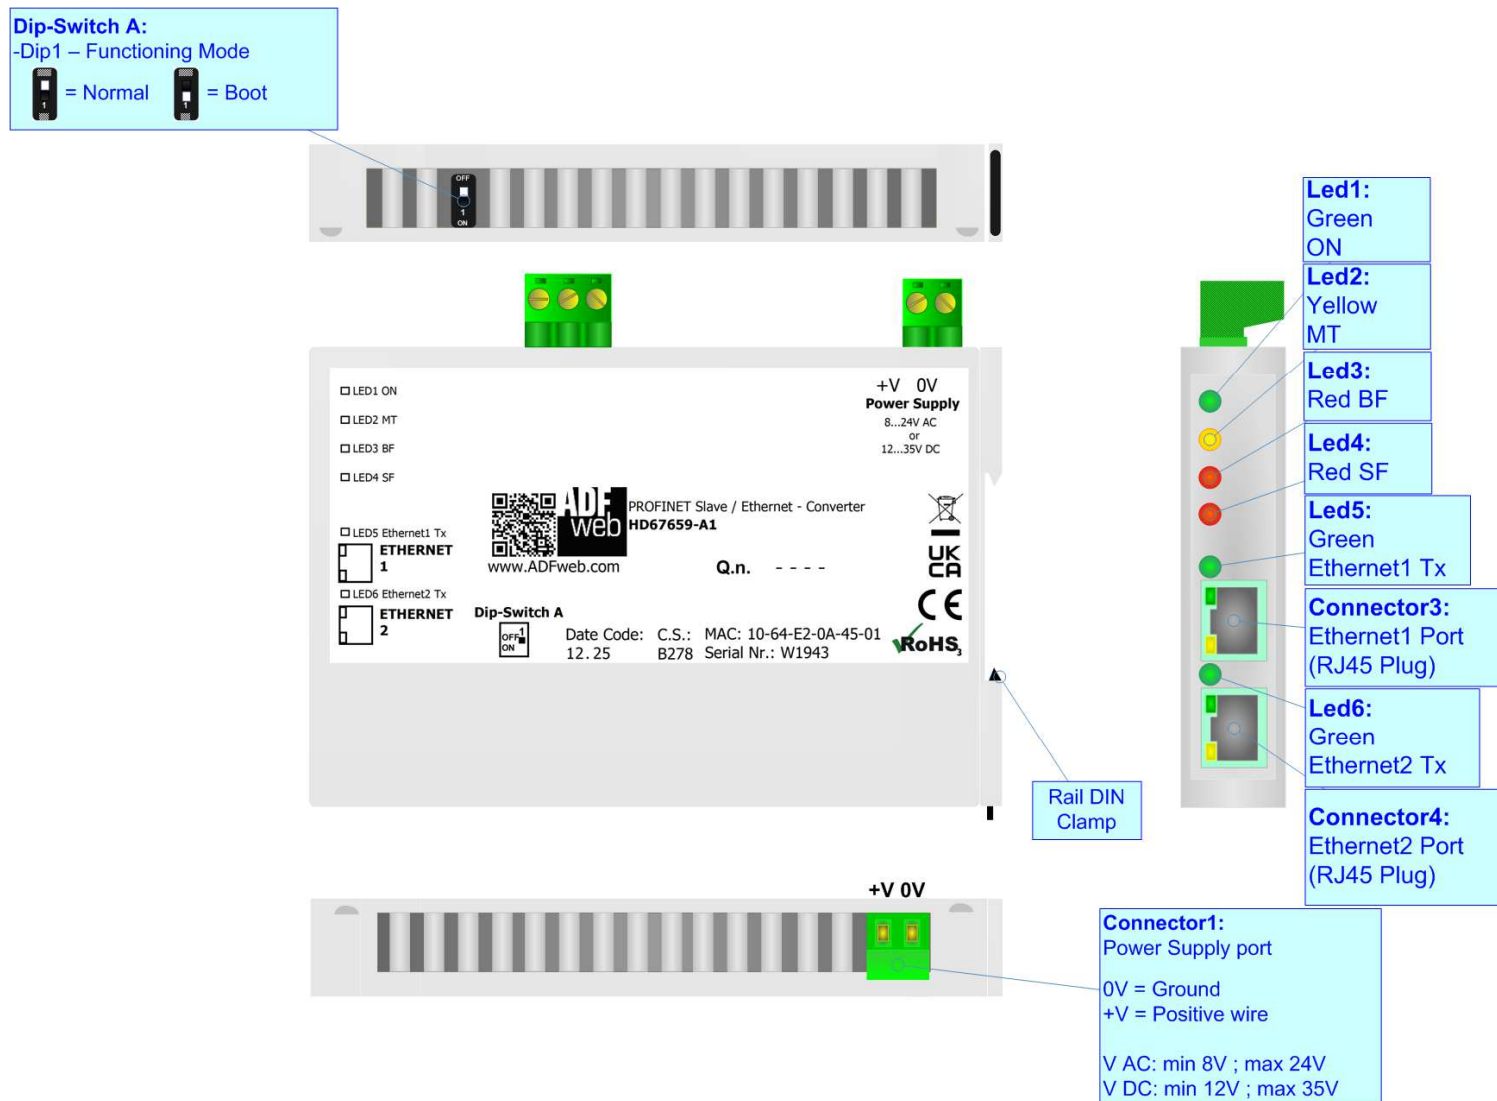 Dip-Switch A:
-Dip1 – Functioning Mode
1
= Normal
1
= Boot
OFF
1
ON
Led1:
Green
ON
Led2:
Yellow
MT
Led3:
Red BF
Led4:
Red SF
Led5:
Green
Ethernet1 Tx
Connector3:
Ethernet1 Port
(RJ45 Plug)
Led6:
Green
Ethernet2 Tx
Connector4:
Ethernet2 Port
(RJ45 Plug)
LED1 ON
LED2 MT
LED3 BF
LED4 SF
LED5 Ethernet1 Tx
ETHERNET
1
LED6 Ethernet2 Tx
ETHERNET
2
+V 0V
Power Supply
8...24V AC
or
12...35V DC
ADF
web
www.ADFweb.com
PROFINET Slave / Ethernet - Converter
HD67659-A1
Q.n. - - - -
Dip-Switch A
OFF 1
ON
Date Code:
12.25
C.S.:
B278
MAC: 10-64-E2-0A-45-01
Serial Nr.: W1943
UK
CA
CE
RoHS3
Rail DIN
Clamp
+V 0V
Connector1:
Power Supply port
0V = Ground
+V = Positive wire
V AC: min 8V ; max 24V
V DC: min 12V ; max 35V